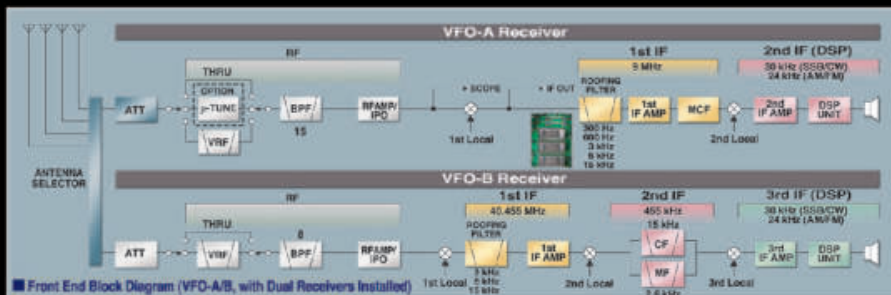 VFO-A Receiver
RF
1st IF
2nd IF (DSP)
9 MHz
30 kHz (SSB/CW)
24 kHz (AM/FM)
THRU
OPTION
μ-TUNE
VRF
ATT
BPF
15
RFAMP/
IPO
SCOPE
1st Local
IF OUT
ROOFING
FILTER
300 Hz
600 Hz
3 kHz
6 kHz
15 kHz
1st
IF AMP
MCF
2nd Local
2nd
IF AMP
DSP
UNIT
ANTENNA
SELECTOR
VFO-B Receiver
RF
1st IF
2nd IF
3rd IF (DSP)
40.455 MHz
455 kHz
30 kHz (SSB/CW)
24 kHz (AM/FM)
THRU
ATT
VRF
BPF
RFAMP/
IPO
1st Local
ROOFING
FILTER
3 kHz
6 kHz
15 kHz
1st
IF AMP
2nd Local
15 kHz
CF
MF
3rd Local
3rd
IF AMP
DSP
UNIT
Front End Block Diagram (VFO-A/B, with Dual Receivers Installed)